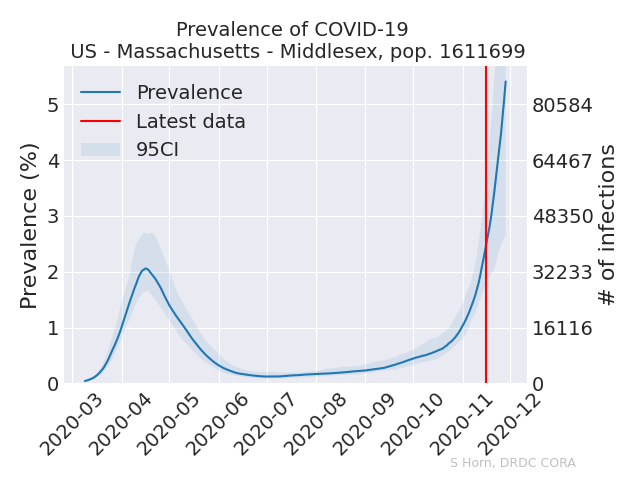 Prevalence of COVID-19
US - Massachusetts - Middlesex, pop. 1611699
Prevalence
Latest data
95CI
Prevalence (%)
5
4
3
2
1
0
80584
64467
48350
32233
16116
0
# of infections
2020-03
2020-04
2020-05
2020-06
2020-07
2020-08
2020-09
2020-10
2020-11
2020-12
S Horn, DRDC CORA